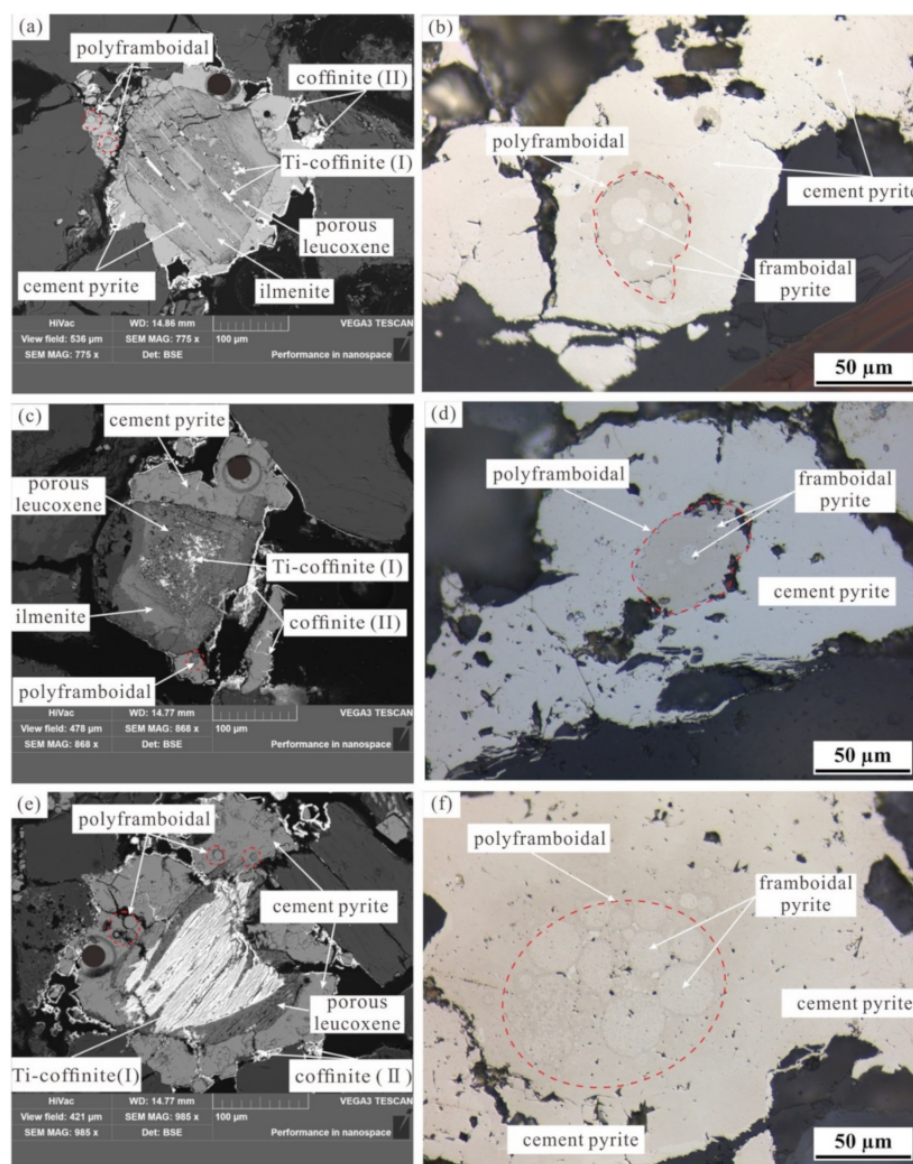 (a)
polyframboidal
coffinite (II)
Ti-coffinite (I)
porous
leucoxene
cement pyrite
ilmenite
HiVac
WD: 14.86 mm
VEGA3 TESCAN
View field: 536 µm
SEM MAG: 775 x
100 µm
SEM MAG: 775 x
Det: BSE
Performance in nanospace
(b)
polyframboidal
cement pyrite
framboidal
pyrite
50 µm
(c)
cement pyrite
porous
leucoxene
Ti-coffinite (I)
ilmenite
coffinite (II)
polyframboidal
HiVac
WD: 14.77 mm
VEGA3 TESCAN
View field: 478 µm
SEM MAG: 868 x
100 µm
SEM MAG: 868 x
Det: BSE
Performance in nanospace
(d)
polyframboidal
framboidal
pyrite
cement pyrite
50 µm
(e)
polyframboidal
cement pyrite
porous
leucoxene
Ti-coffinite(I)
coffinite (II)
HiVac
WD: 14.77 mm
VEGA3 TESCAN
View field: 421 µm
SEM MAG: 985 x
100 µm
SEM MAG: 985 x
Det: BSE
Performance in nanospace
(f)
polyframboidal
framboidal
pyrite
cement pyrite
cement pyrite
50 µm